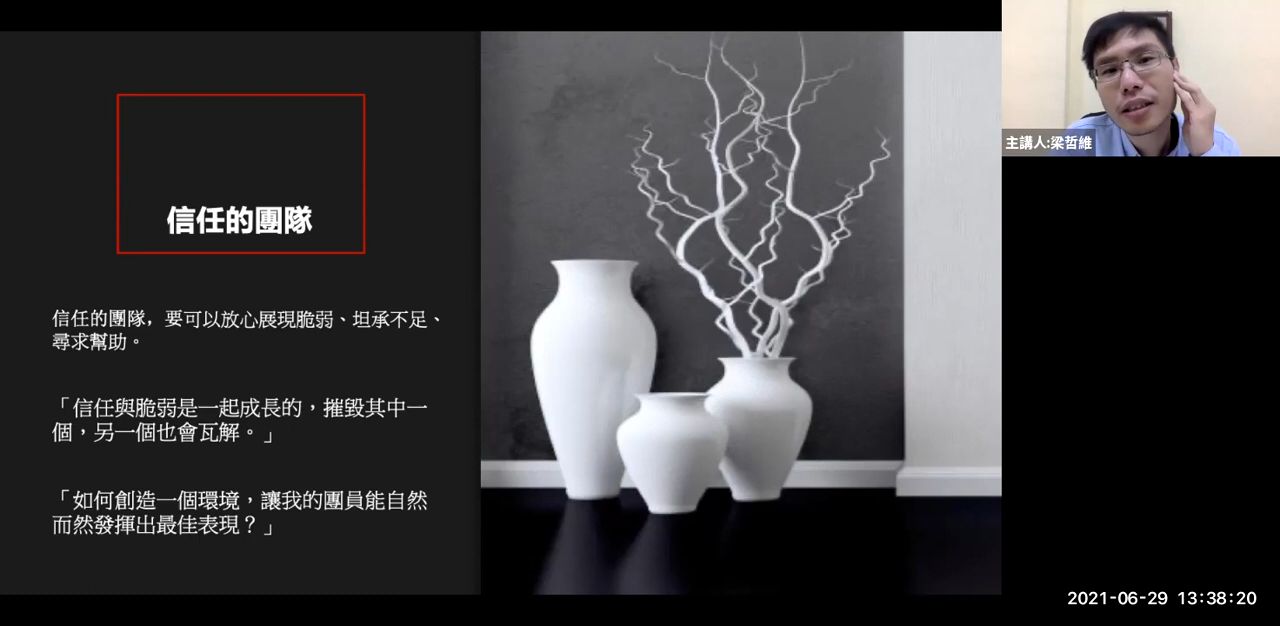 信任的團隊
信任的團隊，要可以放心展現脆弱、坦承不足、
尋求幫助。
「信任與脆弱是一起成長的，摧毀其中一
個，另一個也會瓦解。」
「如何創造一個環境，讓我的團員能自然
而然發揮出最佳表現？」
主講人:梁哲維
2021-06-29 13:38:20